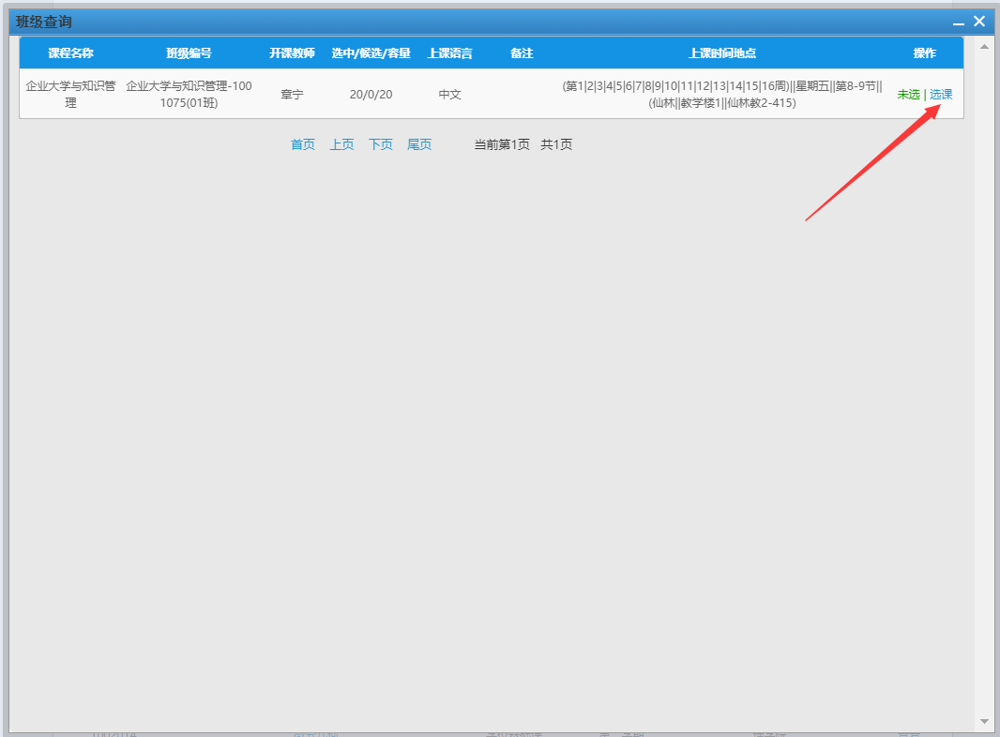 班级查询
课程名称 班级编号 开课教师 选中/候选/容量 上课语言 备注 上课时间地点 操作
企业大学与知识管 企业大学与知识管理-100 (第1|2|3|4|5|6|7|8|9|10|11|12|13|14|15|16周)||星期五||第8-9节||
章宁 20/0/20 中文 未选 | 选课
理 1075(01班) (仙林||教学楼1||仙林教2-415)
首页 上页 下页 尾页 当前第1页 共1页